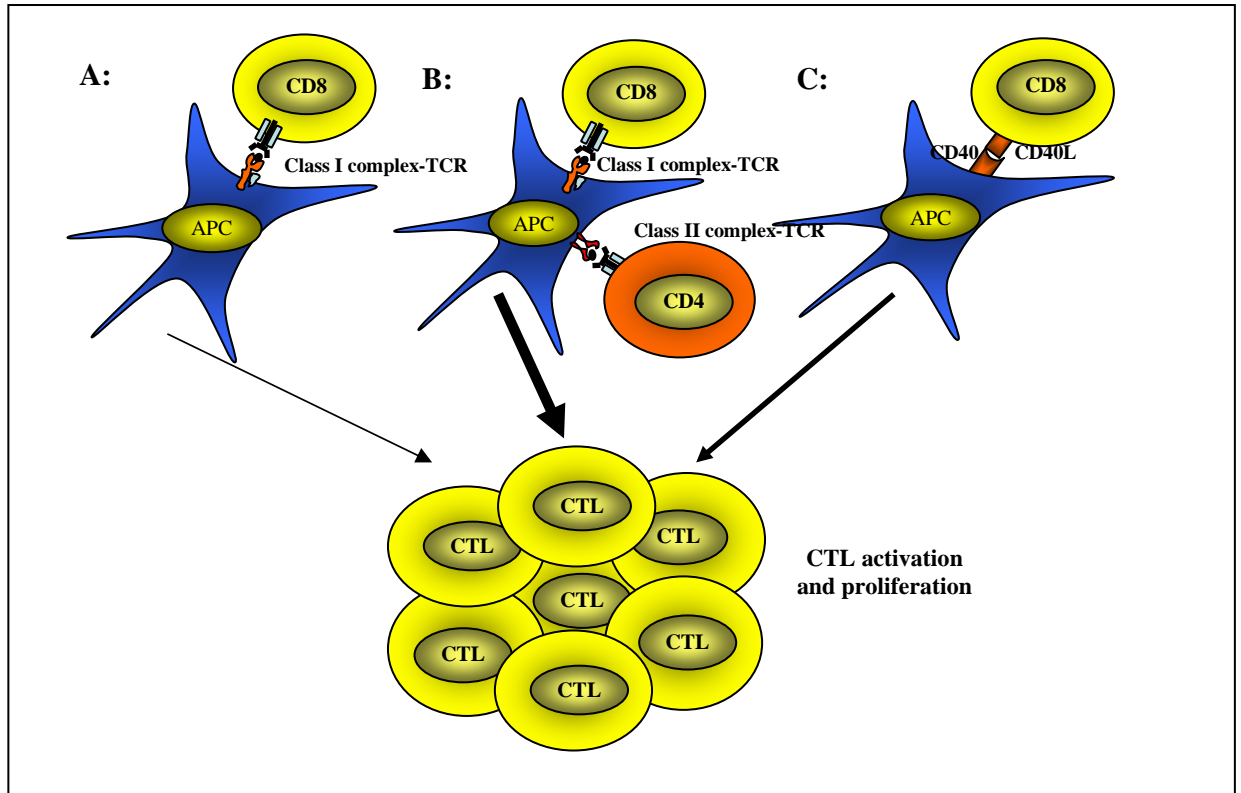 A:
CD8
Class I complex-TCR
APC
B:
CD8
Class I complex-TCR
APC
Class II complex-TCR
CD4
C:
CD8
CD40
CD40L
APC
CTL
CTL
CTL
CTL
CTL
CTL
CTL
CTL activation
and proliferation